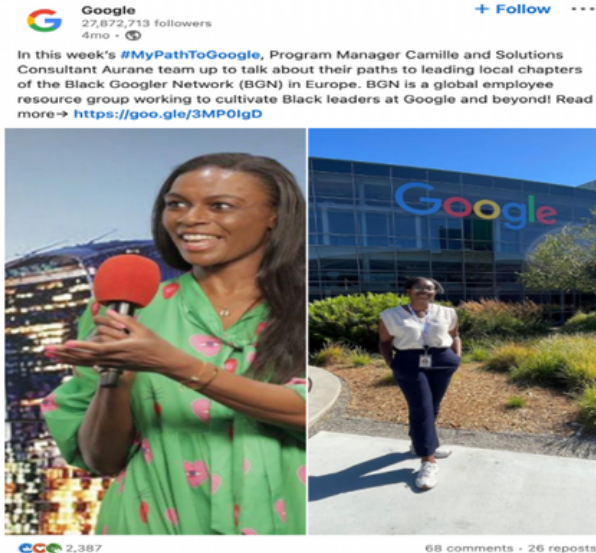 Google
27,872,713 followers
+ Follow ...
4mo •
In this week's #MyPathToGoogle, Program Manager Camille and Solutions
Consultant Aurane team up to talk about their paths to leading local chapters
of the Black Googler Network (BGN) in Europe. BGN is a global employee
resource group working to cultivate Black leaders at Google and beyond! Read
more→ https://goo.gle/3MP0IgD
Google
2,387
68 comments • 26 reposts